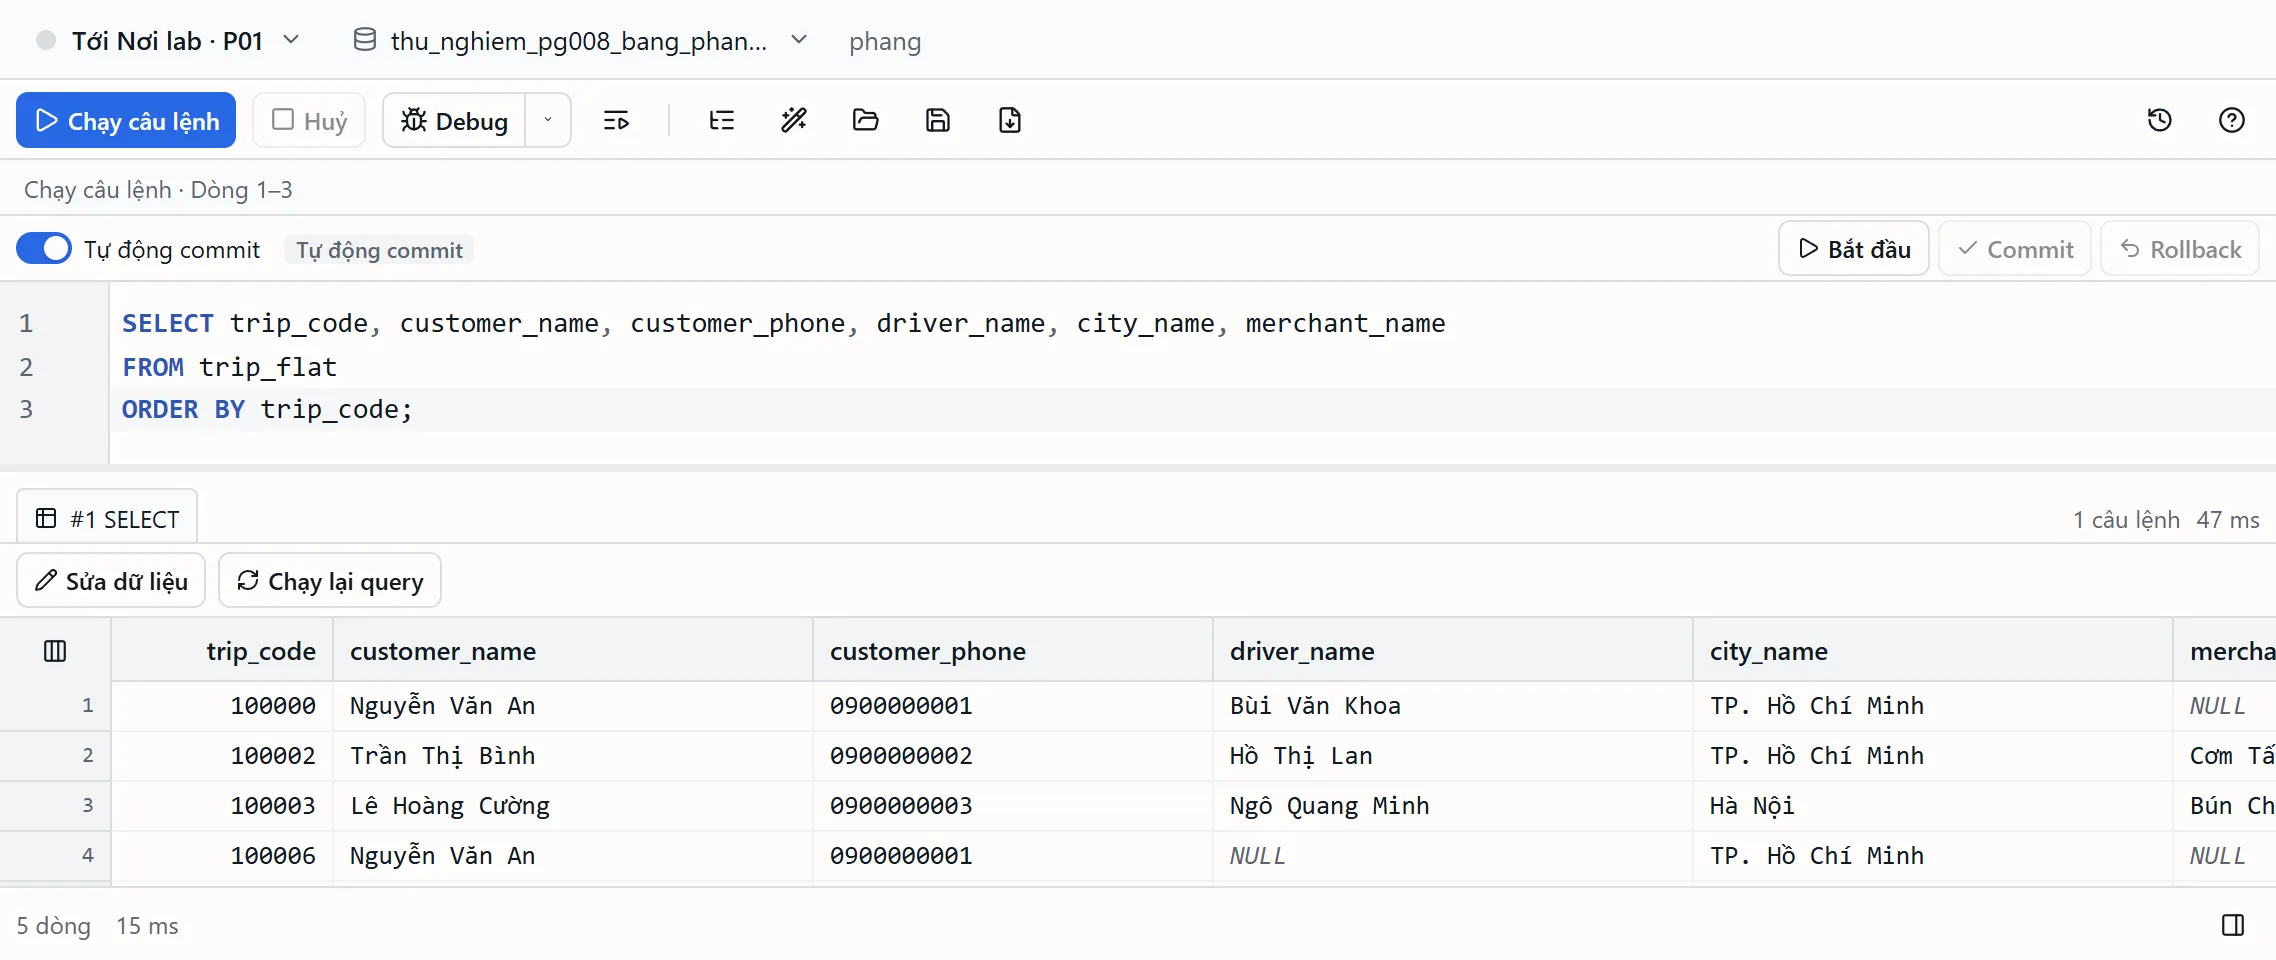 Tới Nơi lab · P01 thu_nghiem_pg008_bang_phan... phang
Chạy câu lệnh Huỷ Debug
Chạy câu lệnh · Dòng 1–3
Tự động commit Tự động commit Bắt đầu Commit Rollback
1 SELECT trip_code, customer_name, customer_phone, driver_name, city_name, merchant_name
2 FROM trip_flat
3 ORDER BY trip_code;
#1 SELECT 1 câu lệnh 47 ms
Sửa dữ liệu Chạy lại query
trip_code customer_name customer_phone driver_name city_name mercha
1 100000 Nguyễn Văn An 0900000001 Bùi Văn Khoa TP. Hồ Chí Minh NULL
2 100002 Trần Thị Bình 0900000002 Hồ Thị Lan TP. Hồ Chí Minh Cơm Tấ
3 100003 Lê Hoàng Cường 0900000003 Ngô Quang Minh Hà Nội Bún Ch
4 100006 Nguyễn Văn An 0900000001 NULL TP. Hồ Chí Minh NULL
5 dòng 15 ms